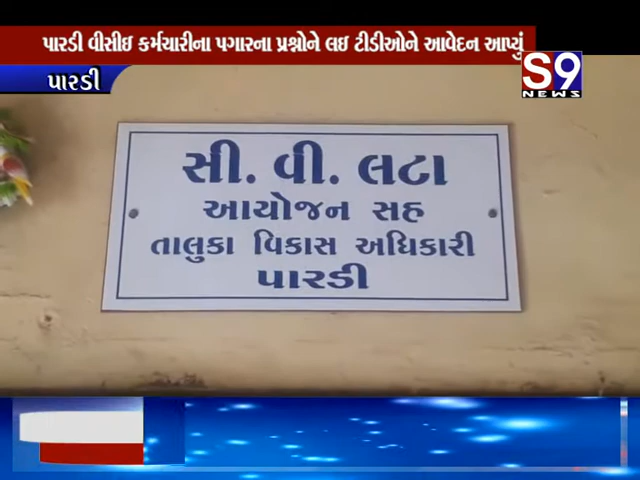 પારડી વીસીઇ કર્મચારીના પગારના પ્રશ્નોને લઇ ટીડીઓને આવેદન આપ્યું
પારડી
S9
NEWS
સી. વી. લટા
આયોજન સહ
તાલુકા વિકાસ અધિકારી
પારડી